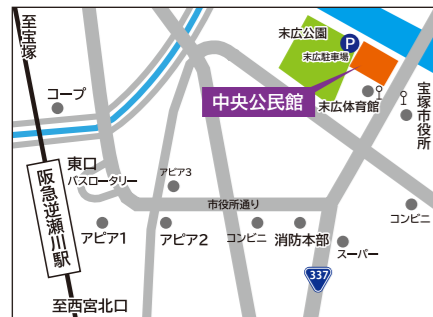 至宝塚
末広公園
P
末広駐車場
コープ
中央公民館
末広体育館
宝塚市役所
東口
バスロータリー
アピア3
阪急逆瀬川駅
市役所通り
コンビニ
アピア1
アピア2
コンビニ
消防本部
スーパー
337
至西宮北口